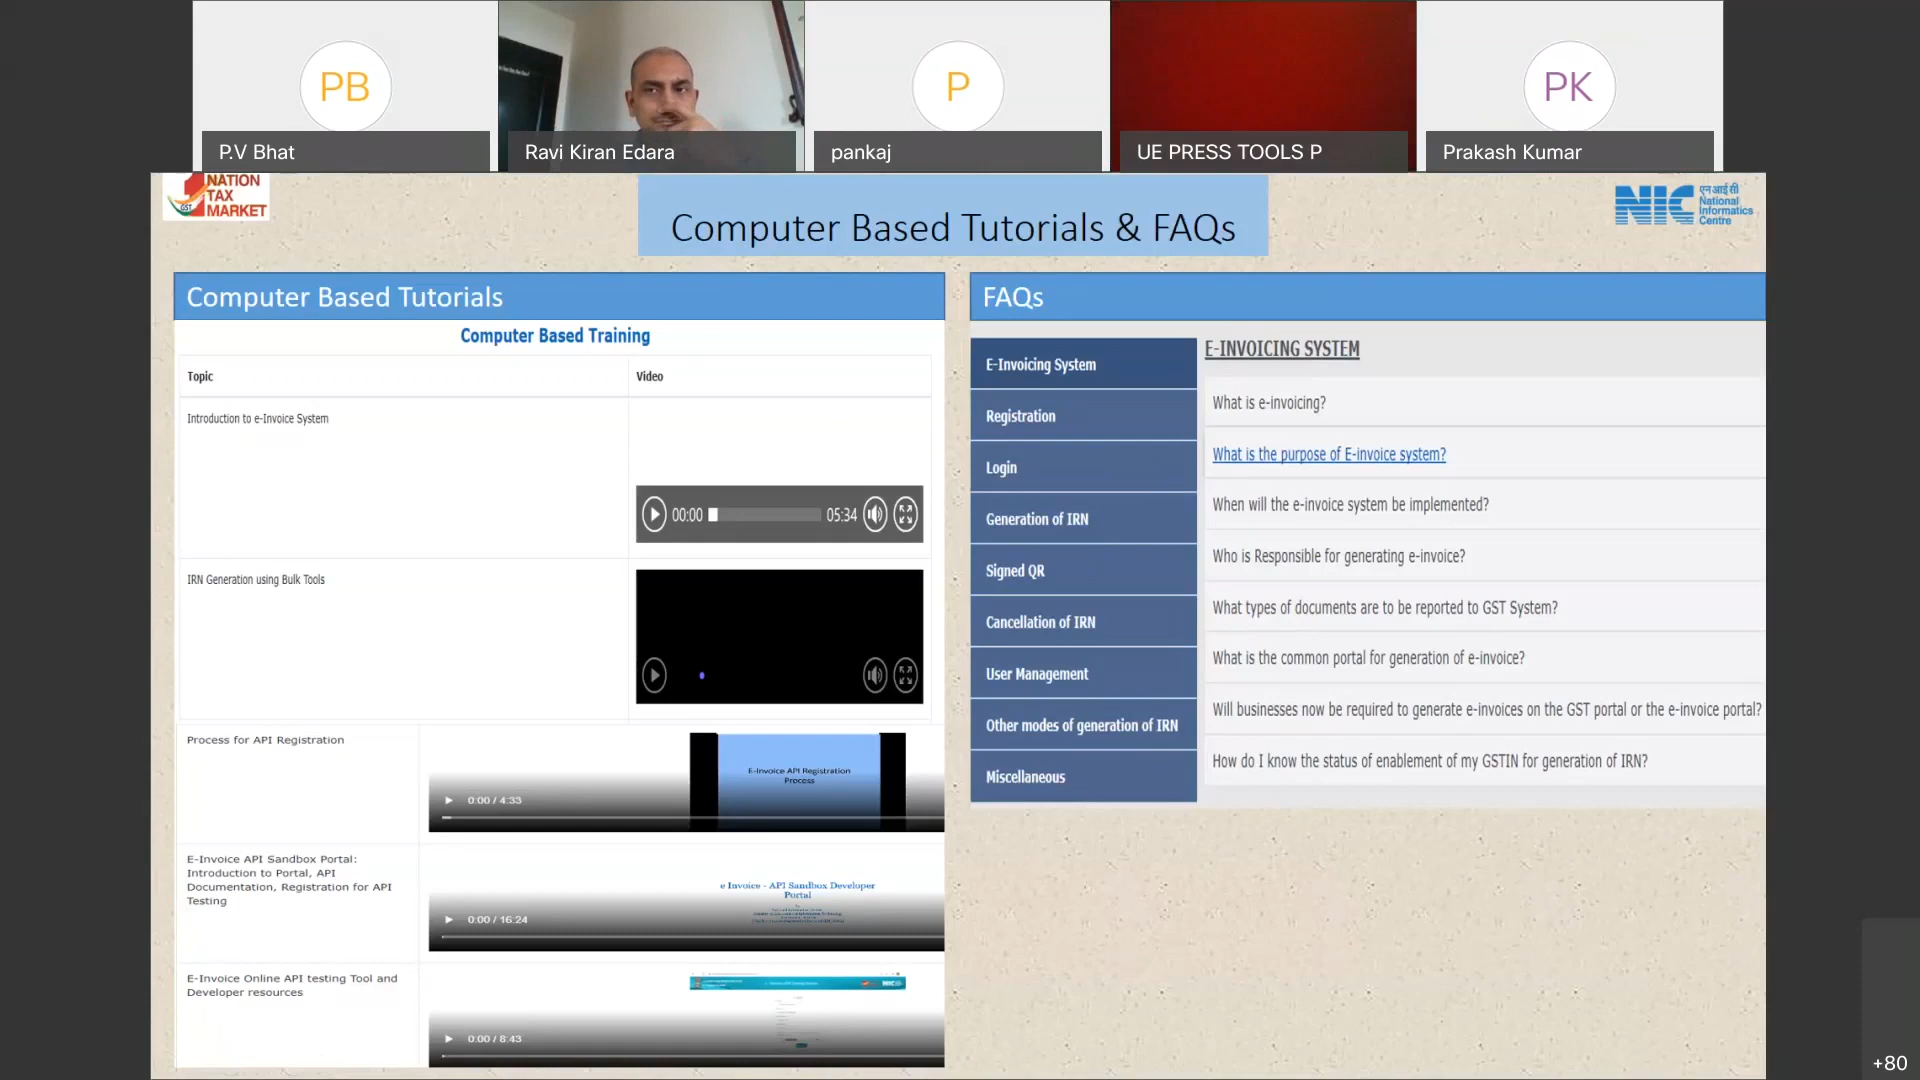 PB
P
PK
P.V Bhat
Ravi Kiran Edara
pankaj
UE PRESS TOOLS P
Prakash Kumar
NATION
TAX
MARKET
GST
Computer Based Tutorials & FAQs
NIC
एन आई सी
National
Informatics
Centre
Computer Based Tutorials
Computer Based Training
Topic
Video
Introduction to e-Invoice System
00:00
05:34
IRN Generation using Bulk Tools
Process for API Registration
E-Invoice API Registration
Process
0:00 / 4:33
E-Invoice API Sandbox Portal:
Introduction to Portal, API
Documentation, Registration for API
Testing
e Invoice - API Sandbox Developer
Portal
0:00 / 16:24
E-Invoice Online API testing Tool and
Developer resources
NIC
0:00 / 8:43
FAQs
E-Invoicing System
Registration
Login
Generation of IRN
Signed QR
Cancellation of IRN
User Management
Other modes of generation of IRN
Miscellaneous
E-INVOICING SYSTEM
What is e-invoicing?
What is the purpose of E-invoice system?
When will the e-invoice system be implemented?
Who is Responsible for generating e-invoice?
What types of documents are to be reported to GST System?
What is the common portal for generation of e-invoice?
Will businesses now be required to generate e-invoices on the GST portal or the e-invoice portal?
How do I know the status of enablement of my GSTIN for generation of IRN?
+80